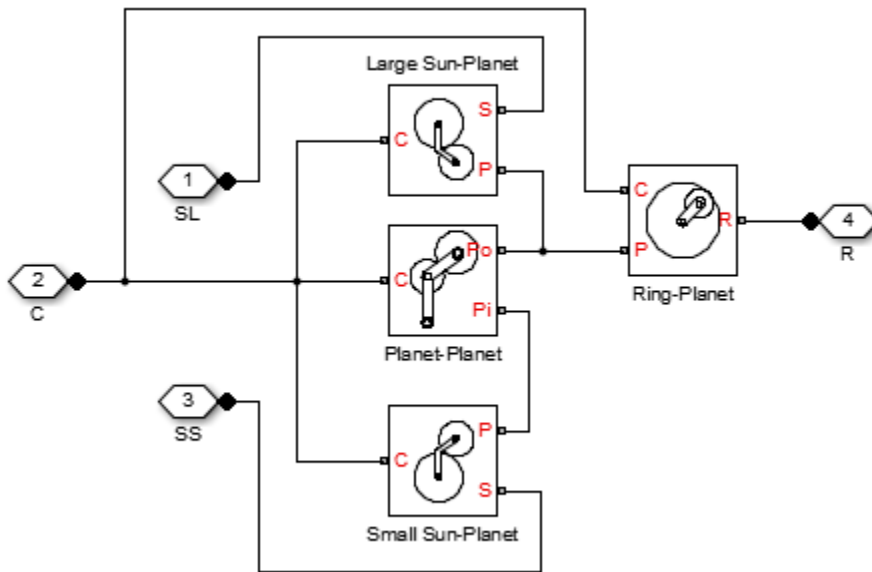 Large Sun-Planet
S
C
P
1
SL
C
R
4
R
P
Ring-Planet
2
C
C
Po
Pi
Planet-Planet
3
SS
P
C
S
Small Sun-Planet